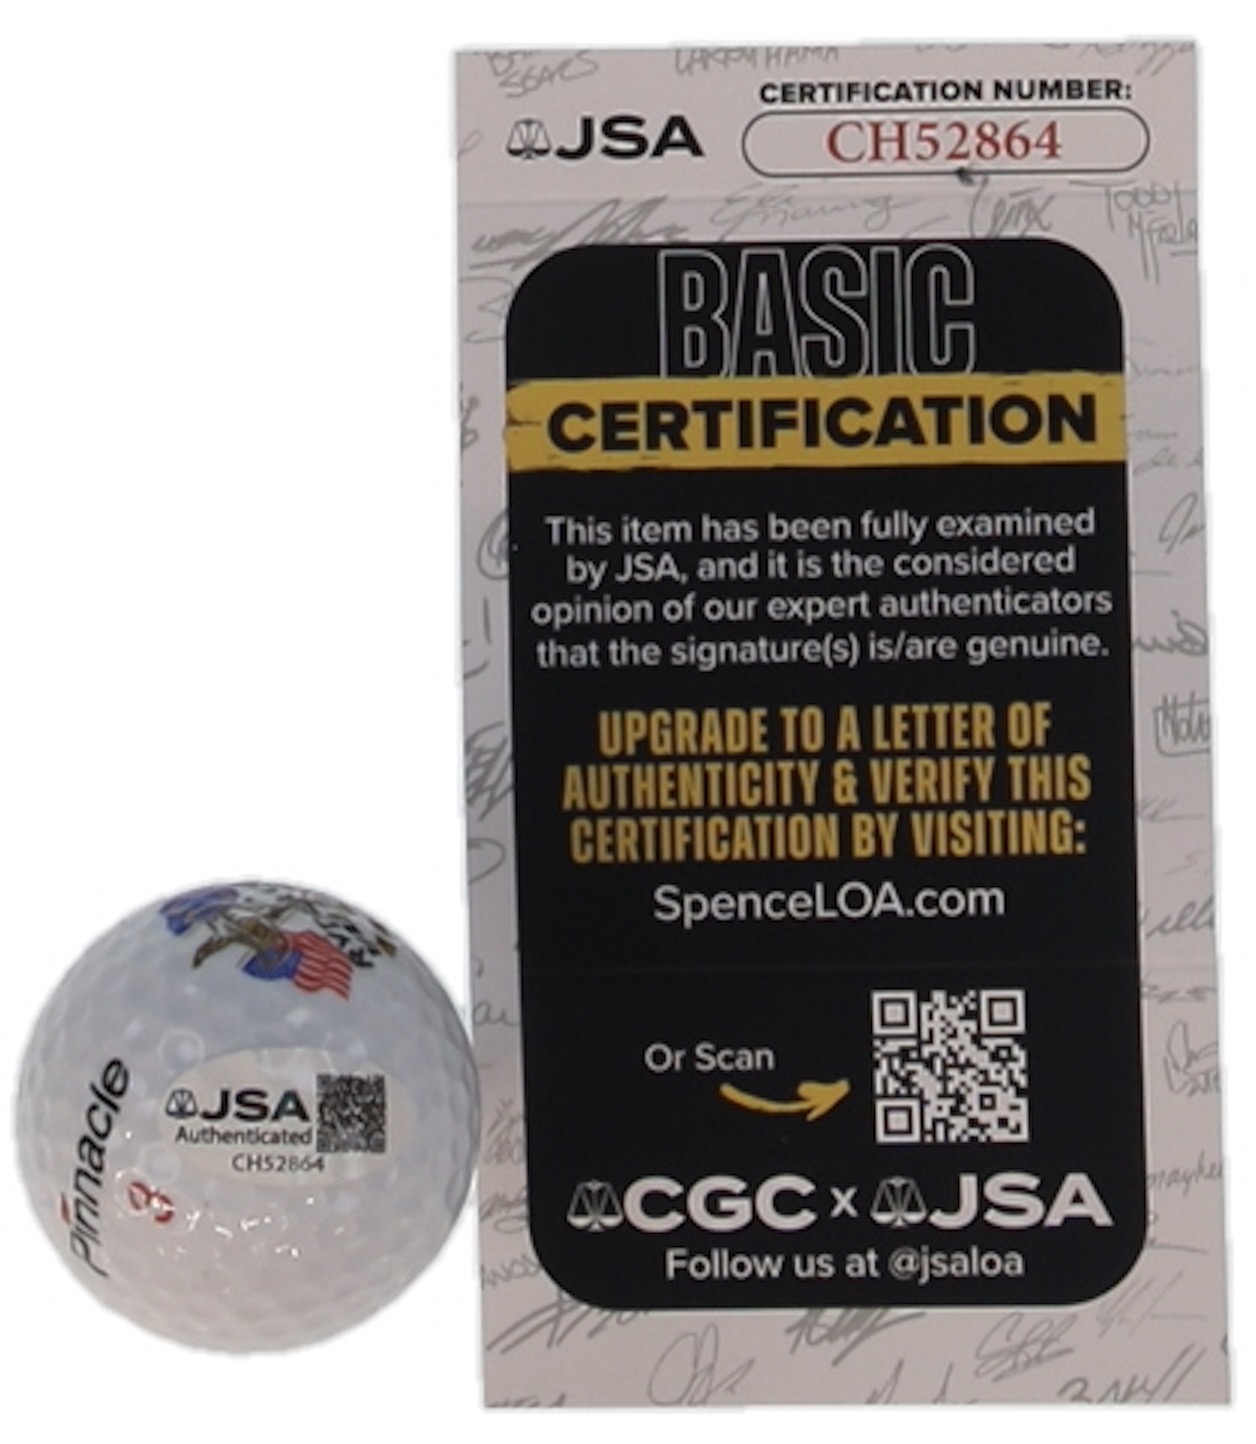 CERTIFICATION NUMBER:
JSA
CH52864
BASIC
CERTIFICATION
This item has been fully examined
by JSA, and it is the considered
opinion of our expert authenticators
that the signature(s) is/are genuine.
UPGRADE TO A LETTER OF
AUTHENTICITY & VERIFY THIS
CERTIFICATION BY VISITING:
SpenceLOA.com
Or Scan
CGC x JSA
Follow us at @jsaloa
Pinnacle
3
JSA
Authenticated
CH52864